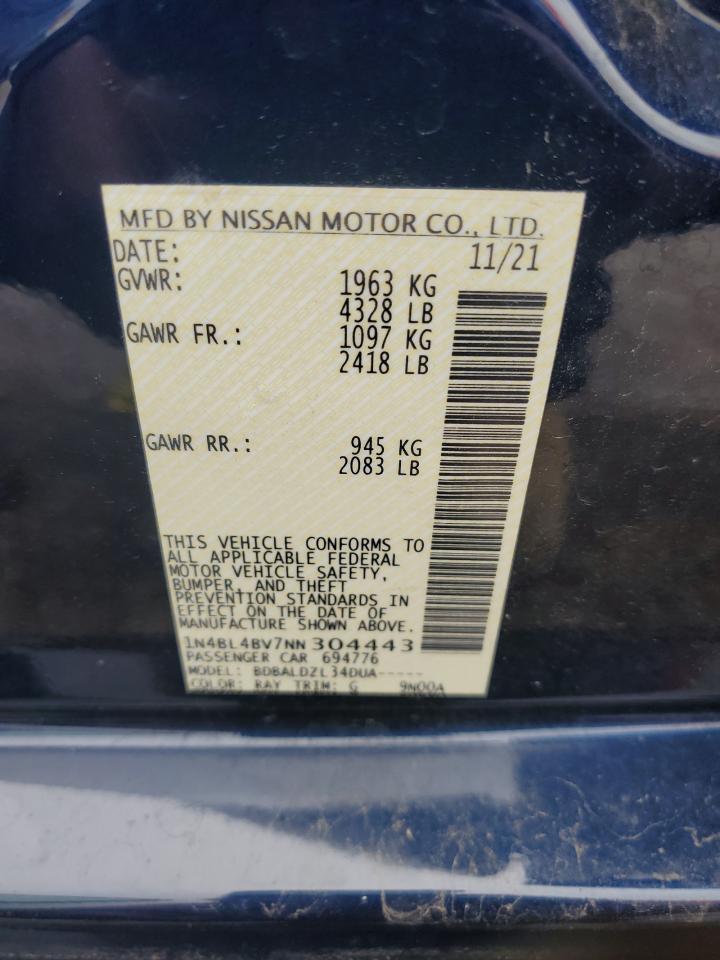 MFD BY NISSAN MOTOR CO., LTD.
DATE: 11/21
GVWR: 1963 KG
4328 LB
GAWR FR.: 1097 KG
2418 LB
GAWR RR.: 945 KG
2083 LB
THIS VEHICLE CONFORMS TO
ALL APPLICABLE FEDERAL
MOTOR VEHICLE SAFETY,
BUMPER, AND THEFT
PREVENTION STANDARDS IN
EFFECT ON THE DATE OF
MANUFACTURE SHOWN ABOVE.
1N4BL4BV7NN304443
PASSENGER CAR 694776
MODEL: BDBALDZL34DUA-----
COLOR: RAY TRIM: G 9N00A